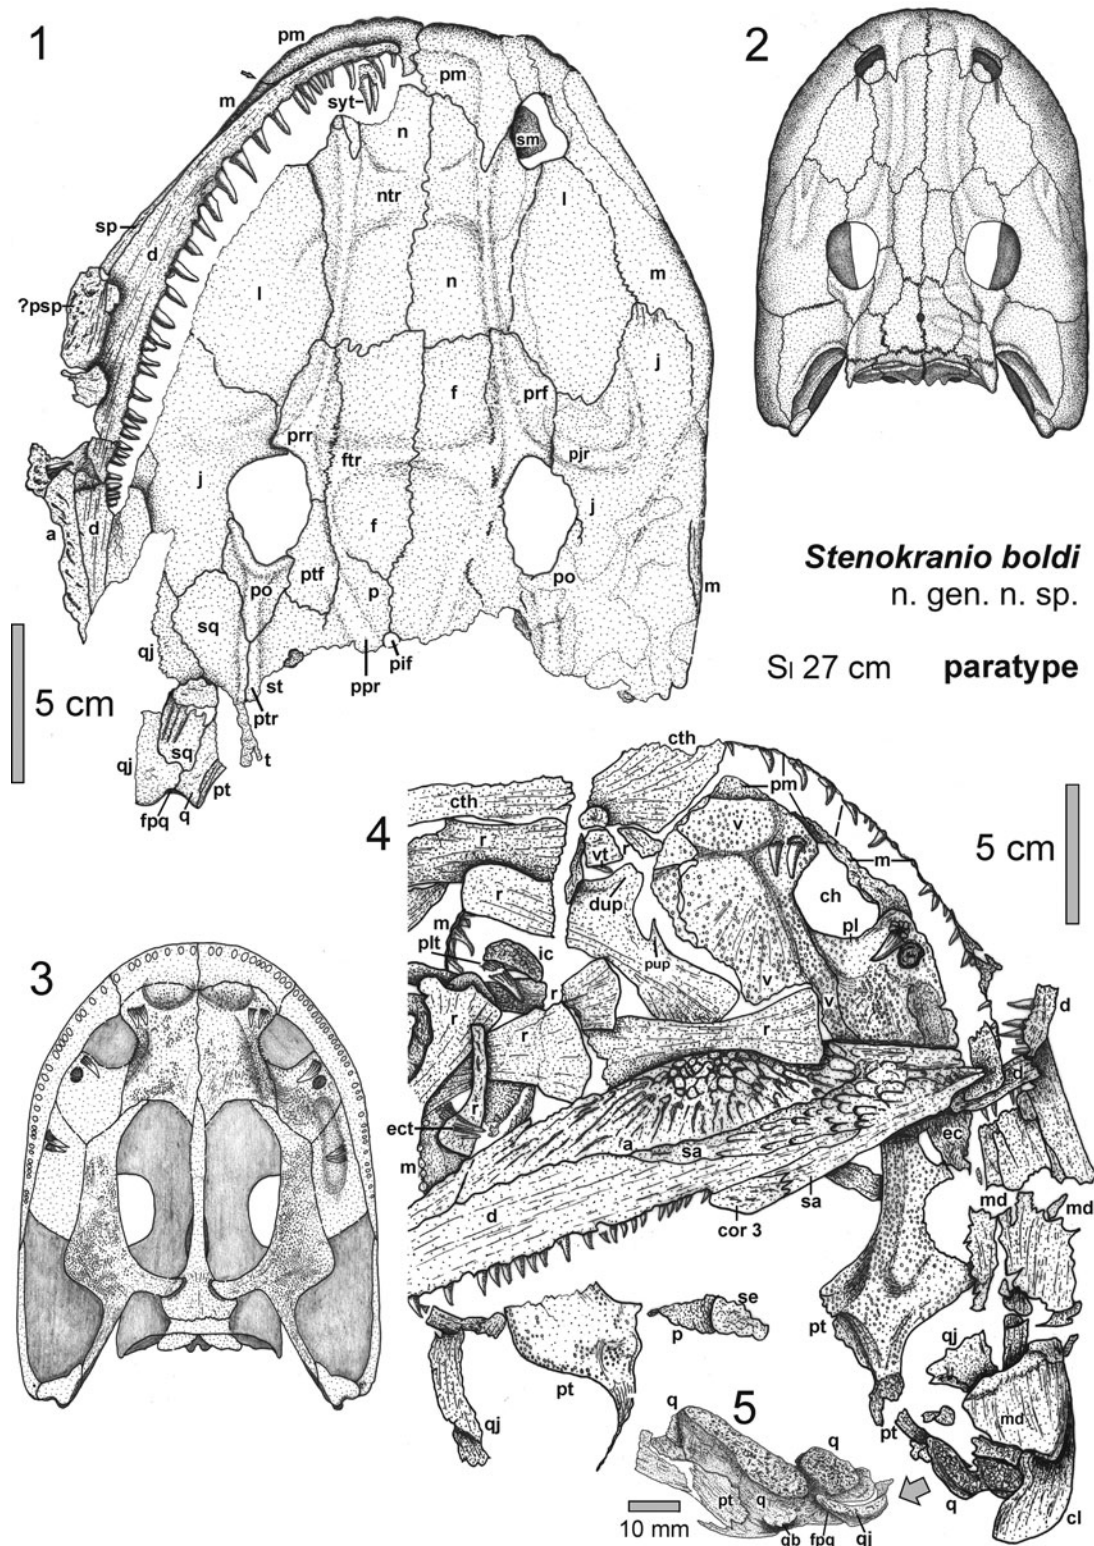 1
pm
pm
m
syt
n
sm
ntr
l
sp
d
l
n
m
?psp
j
f
prf
prr
ftr
pjr
j
j
a
d
f
ptf
po
po
p
m
sq
qj
st
ppr
pif
ptr
5 cm
sq
qj
t
pt
fpq
q
2
Stenokranio boldi
n. gen. n. sp.
Sl 27 cm paratype
3
4
cth
pm
cth
v
r
vt
r
m
5 cm
r
dup
ch
m
plt
ic
pl
pup
r
v
v
r
r
r
d
r
d
ect
a
sa
ec
m
sa
md
md
d
cor 3
se
p
pt
qj
pt
qj
md
pt
q
cl
5
q
q
pt
q
10 mm
qb
fpq
qj